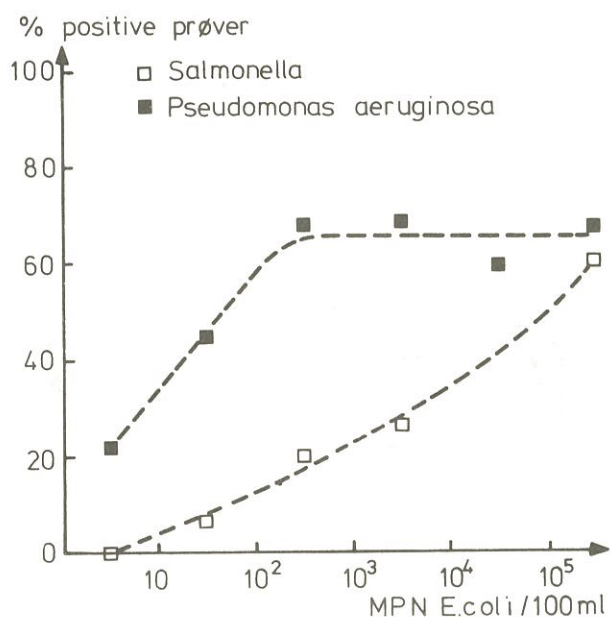 % positive prøver
□ Salmonella
■ Pseudomonas aeruginosa
100
80
60
40
20
0
10 10² 10³ 10⁴ 10⁵
MPN E.coli/100ml